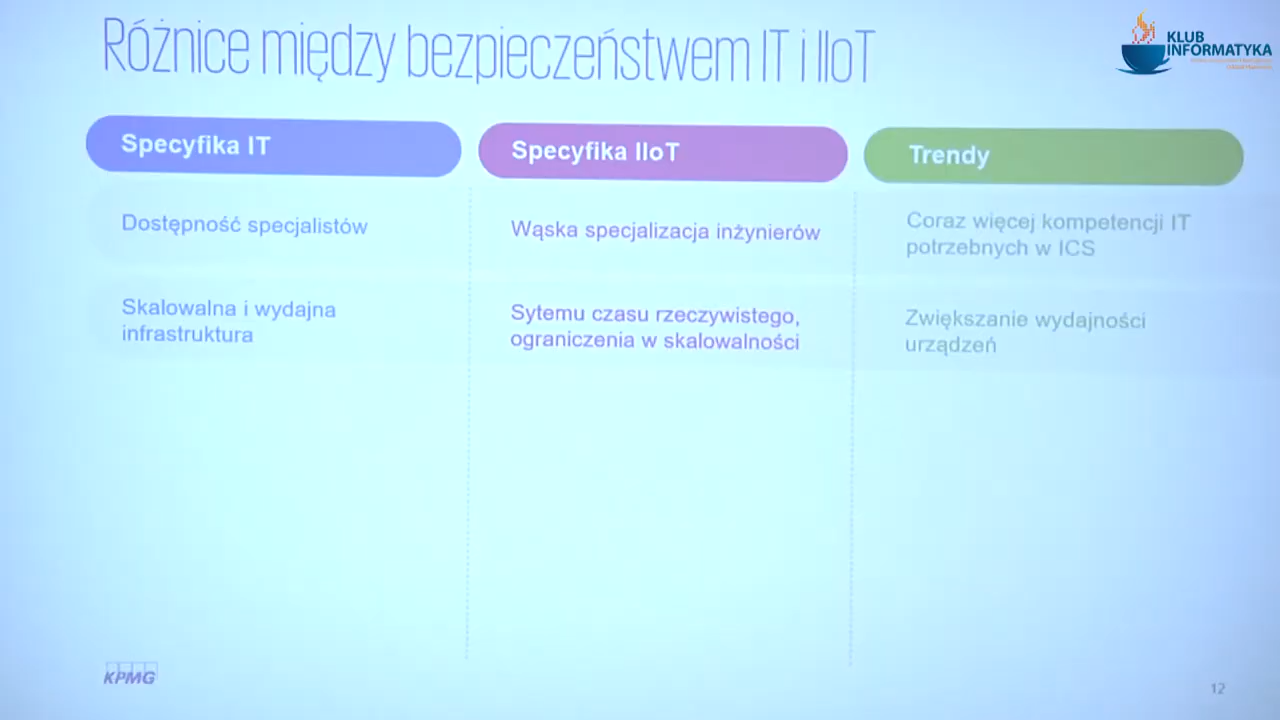 Różnice między bezpieczeństwem IT i IIoT
KLUB
INFORMATYKA
Specyfika IT
Specyfika IIoT
Trendy
Dostępność specjalistów
Wąska specjalizacja inżynierów
Coraz więcej kompetencji IT
potrzebnych w ICS
Skalowalna i wydajna
infrastruktura
Sytemu czasu rzeczywistego,
ograniczenia w skalowalności
Zwiększanie wydajności
urządzeń
KPMG
12